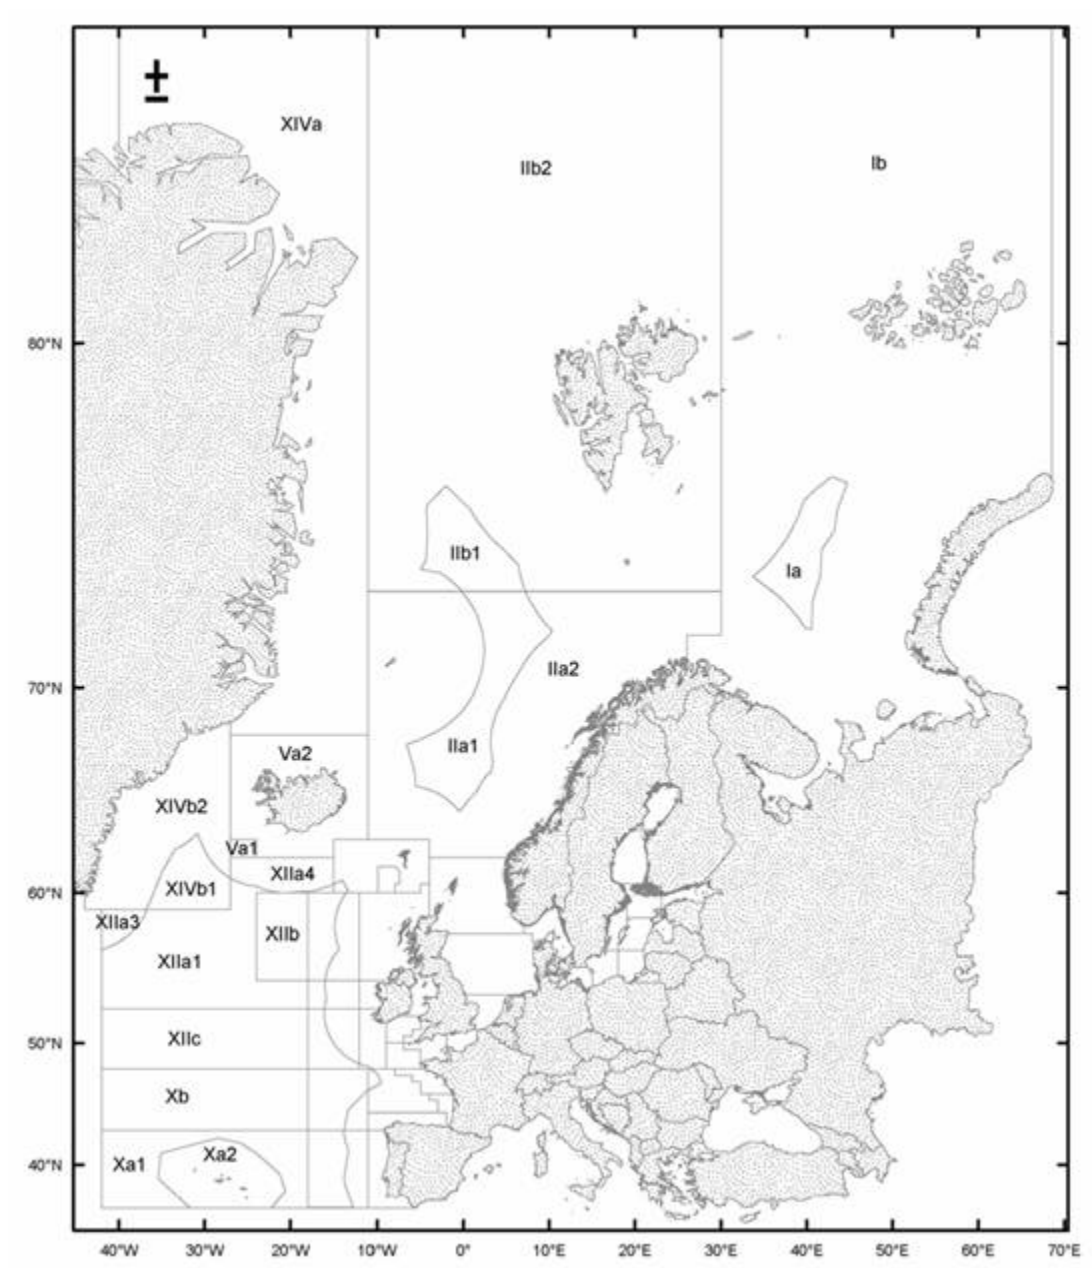 ±
XIVa
IIb2
Ib
80°N
IIb1
Ia
70°N
IIa2
IIa1
Va2
XIVb2
Va1
XIIa4
XIVb1
60°N
XIIa3
XIIb
XIIa1
50°N
XIIc
Xb
40°N
Xa1
Xa2
40°W 30°W 20°W 10°W 0° 10°E 20°E 30°E 40°E 50°E 60°E 70°E